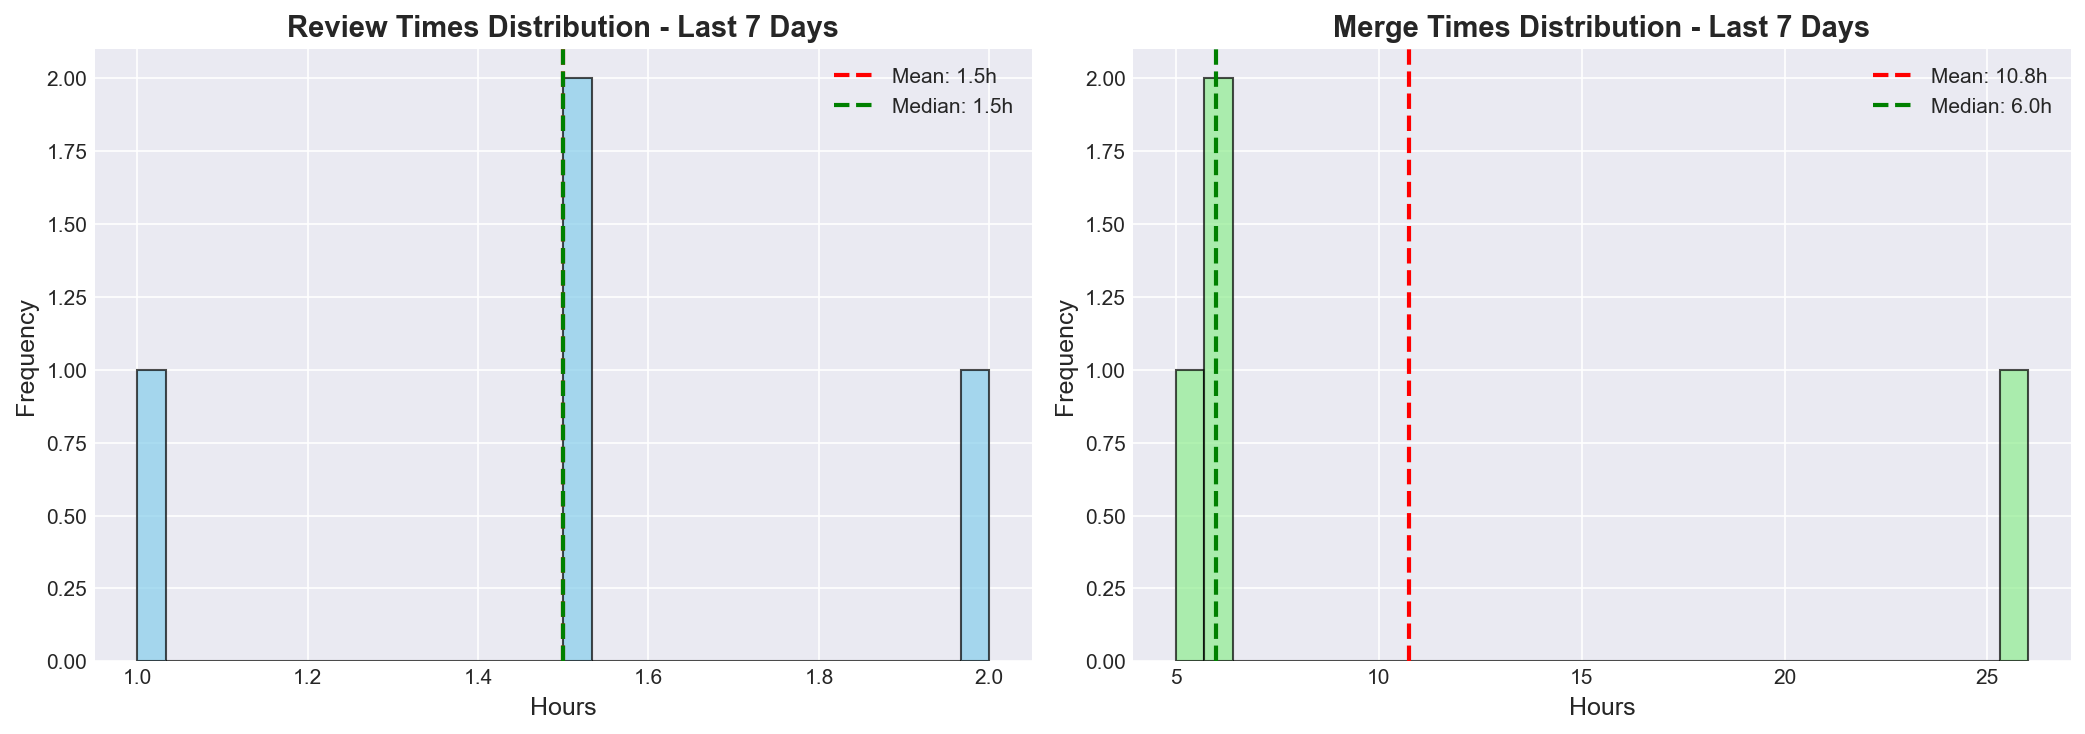 Review Times Distribution - Last 7 Days
Mean: 1.5h
Median: 1.5h
Frequency
2.00
1.75
1.50
1.25
1.00
0.75
0.50
0.25
0.00
1.0 1.2 1.4 1.6 1.8 2.0
Hours
Merge Times Distribution - Last 7 Days
Mean: 10.8h
Median: 6.0h
Frequency
2.00
1.75
1.50
1.25
1.00
0.75
0.50
0.25
0.00
5 10 15 20 25
Hours